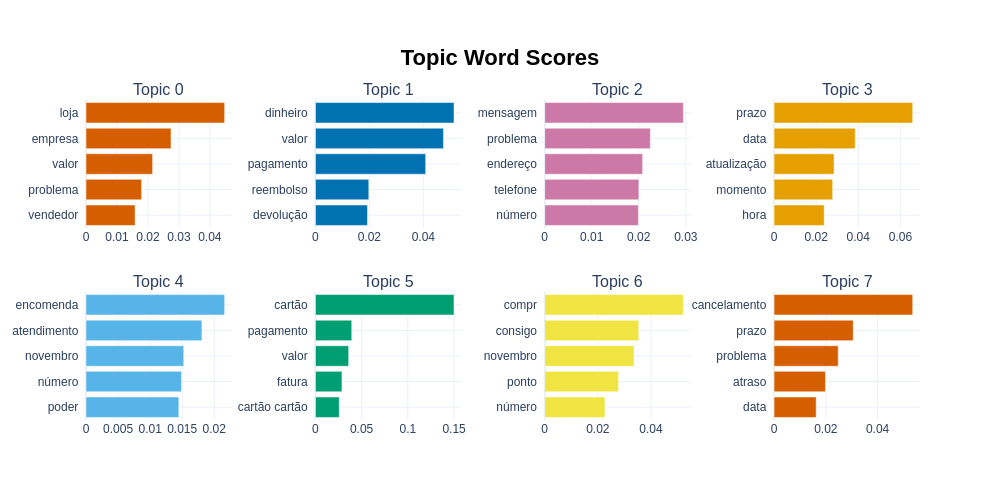 Topic Word Scores
Topic 0
loja
empresa
valor
problema
vendedor
0 0.01 0.02 0.03 0.04
Topic 1
dinheiro
valor
pagamento
reembolso
devolução
0 0.02 0.04
Topic 2
mensagem
problema
endereço
telefone
número
0 0.01 0.02 0.03
Topic 3
prazo
data
atualização
momento
hora
0 0.02 0.04 0.06
Topic 4
encomenda
atendimento
novembro
número
poder
0 0.005 0.01 0.015 0.02
Topic 5
cartão
pagamento
valor
fatura
cartão cartão
0 0.05 0.1 0.15
Topic 6
compr
consigo
novembro
ponto
número
0 0.02 0.04
Topic 7
cancelamento
prazo
problema
atraso
data
0 0.02 0.04